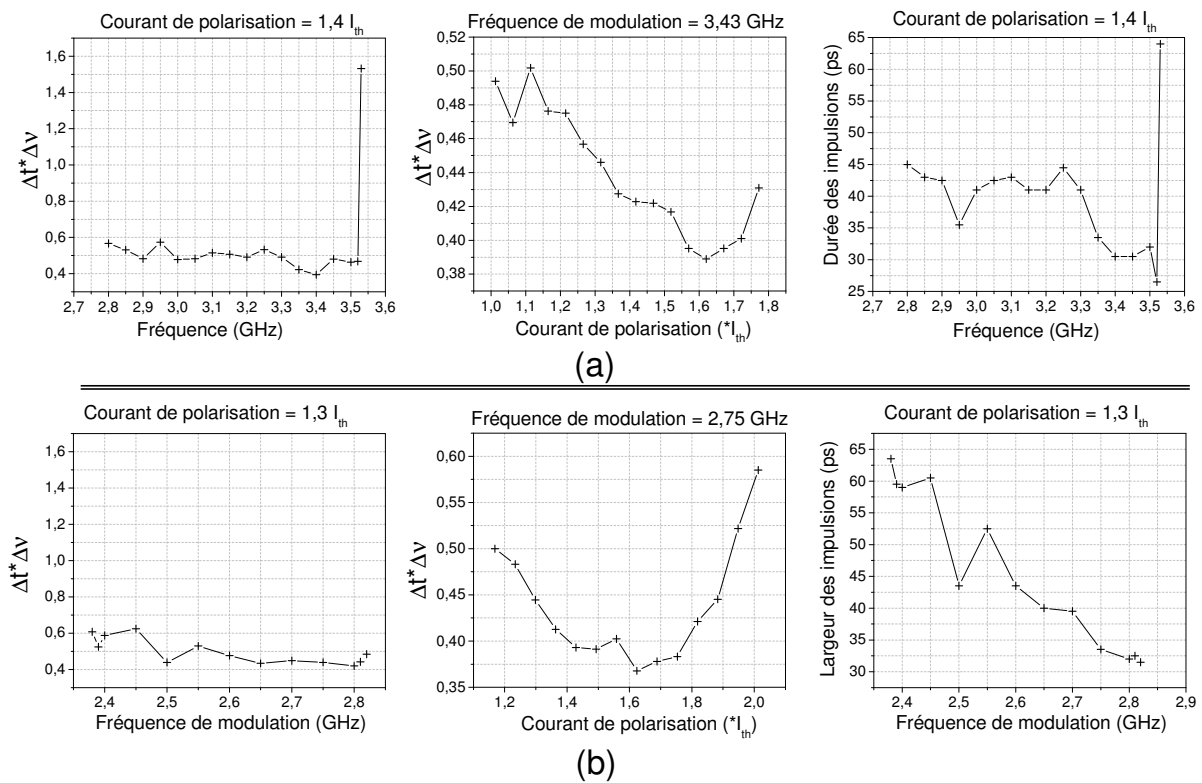 Courant de polarisation = 1,4 Ith
1,6
1,4
1,2
1,0
0,8
0,6
0,4
Δt*Δν
2,7 2,8 2,9 3,0 3,1 3,2 3,3 3,4 3,5 3,6
Fréquence (GHz)
Fréquence de modulation = 3,43 GHz
0,52
0,50
0,48
0,46
0,44
0,42
0,40
0,38
Δt*Δν
1,0 1,1 1,2 1,3 1,4 1,5 1,6 1,7 1,8
Courant de polarisation (*Ith)
Courant de polarisation = 1,4 Ith
65
60
55
50
45
40
35
30
25
Durée des impulsions (ps)
2,7 2,8 2,9 3,0 3,1 3,2 3,3 3,4 3,5 3,6
Fréquence (GHz)
(a)
Courant de polarisation = 1,3 Ith
1,6
1,4
1,2
1,0
0,8
0,6
0,4
Δt*Δν
2,4 2,5 2,6 2,7 2,8
Fréquence de modulation (GHz)
Fréquence de modulation = 2,75 GHz
0,60
0,55
0,50
0,45
0,40
0,35
Δt*Δν
1,2 1,4 1,6 1,8 2,0
Courant de polarisation (*Ith)
Courant de polarisation = 1,3 Ith
65
60
55
50
45
40
35
30
Largeur des impulsions (ps)
2,4 2,5 2,6 2,7 2,8 2,9
Fréquence de modulation (GHz)
(b)